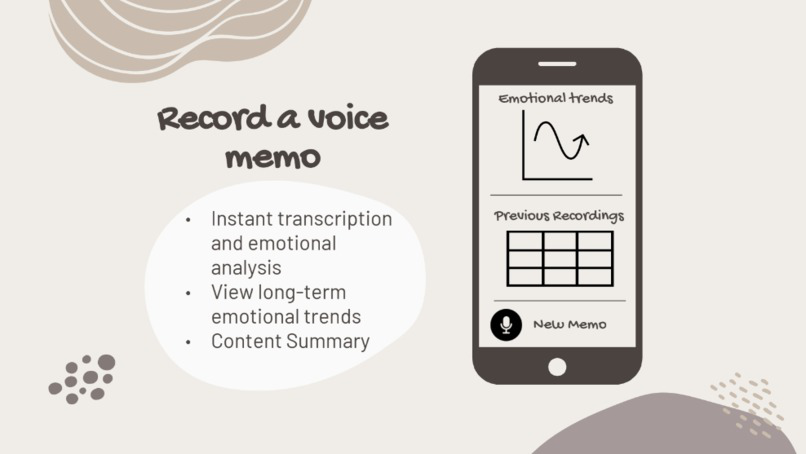 Record a voice
memo
• Instant transcription
and emotional
analysis
• View long-term
emotional trends
• Content Summary
Emotional trends
Previous Recordings
New Memo